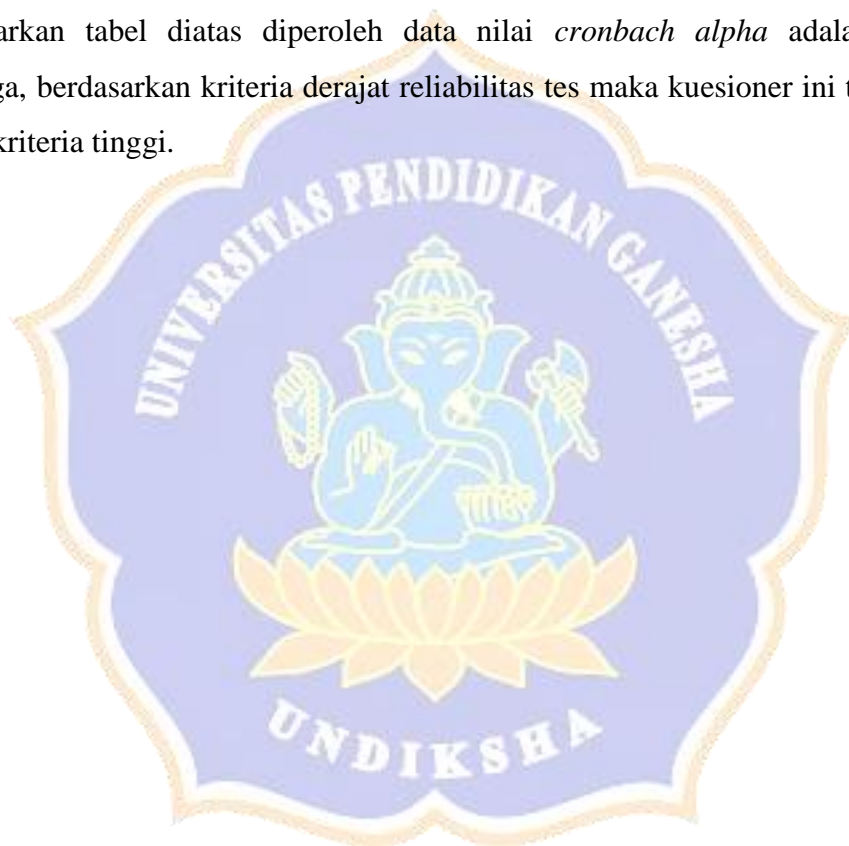 arkan tabel diatas diperoleh data nilai cronbach alpha adala
ga, berdasarkan kriteria derajat reliabilitas tes maka kuesioner ini t
kriteria tinggi.
UNIVERSITAS PENDIDIKAN GANESHA
UNDIKSHA